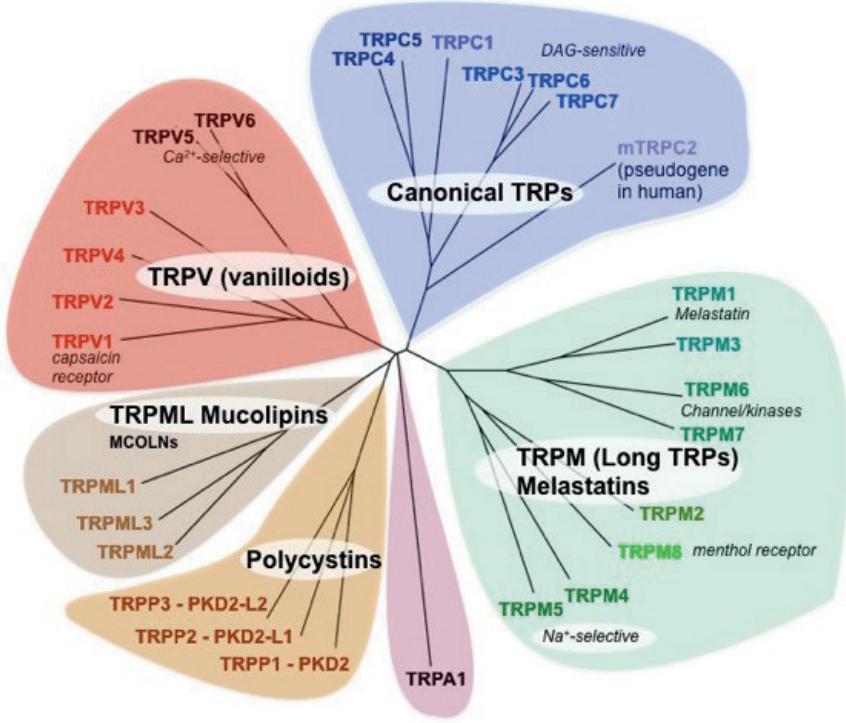 TRPC5
TRPC1
TRPC4
DAG-sensitive
TRPC3
TRPC6
TRPC7
mTRPC2
(pseudogene
in human)
Canonical TRPs
TRPV6
TRPV5
Ca²⁺-selective
TRPV3
TRPV4
TRPV (vanilloids)
TRPV2
TRPV1
capsaicin
receptor
TRPM1
Melastatin
TRPM3
TRPM6
Channel/kinases
TRPM7
TRPM (Long TRPs)
Melastatins
TRPM2
TRPM8 menthol receptor
TRPM4
TRPM5
Na⁺-selective
TRPML Mucolipins
MCOLNs
TRPML1
TRPML3
TRPML2
Polycystins
TRPP3 - PKD2-L2
TRPP2 - PKD2-L1
TRPP1 - PKD2
TRPA1